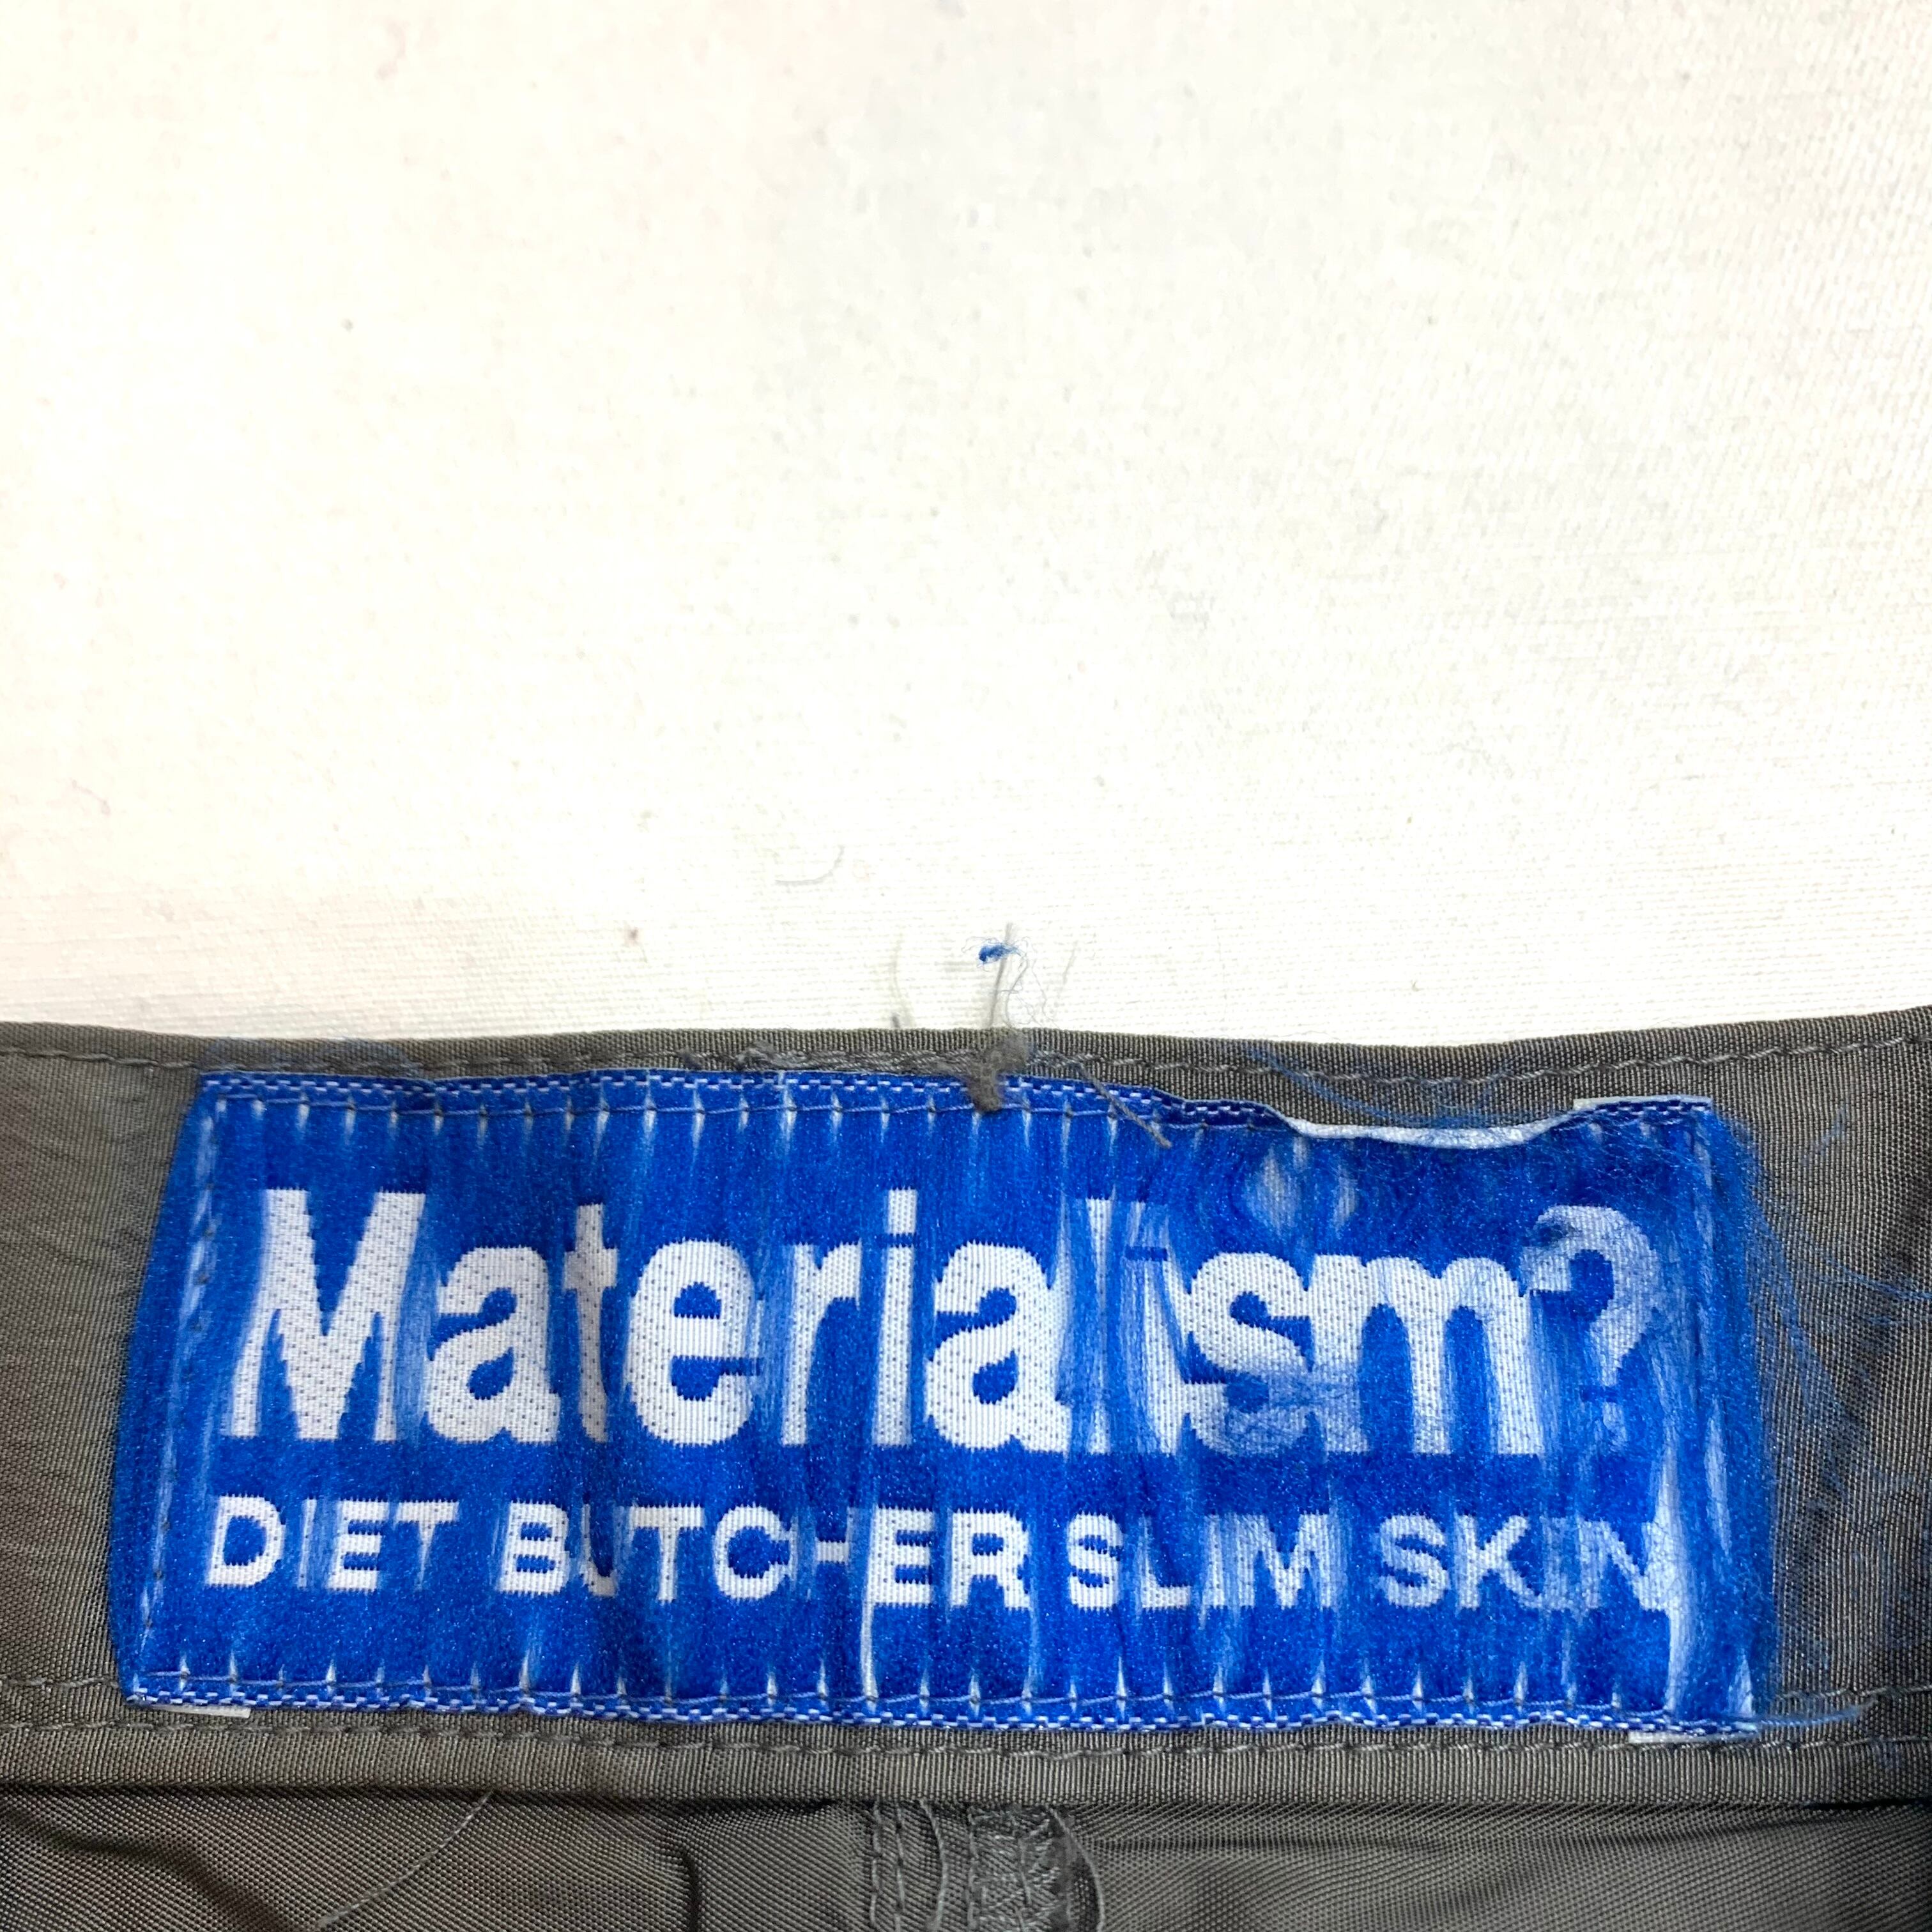 Materialism?
DIET BUTCHER SLIM SKIN